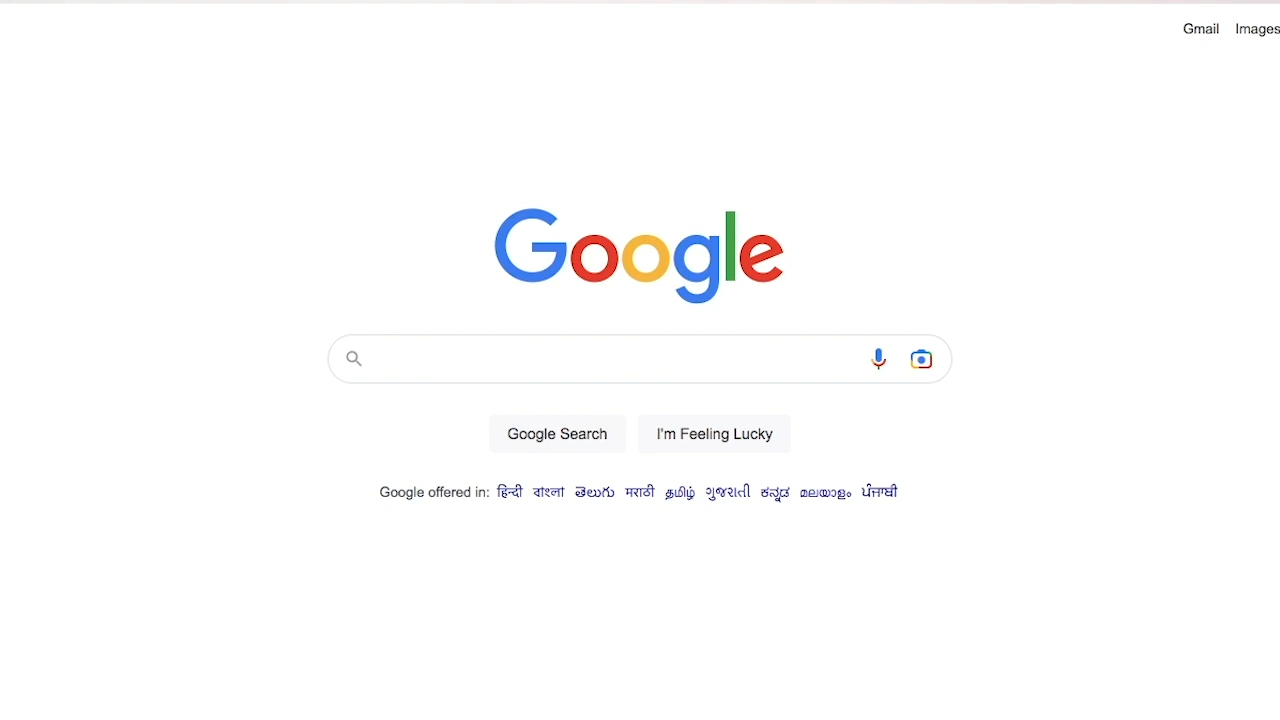 Gmail Images
Google
Google Search I'm Feeling Lucky
Google offered in: हिन्दी বাংলা తెలుగు मराठी தமிழ் ગુજરાતી ಕನ್ನಡ മലയാളം ਪੰਜਾਬੀ